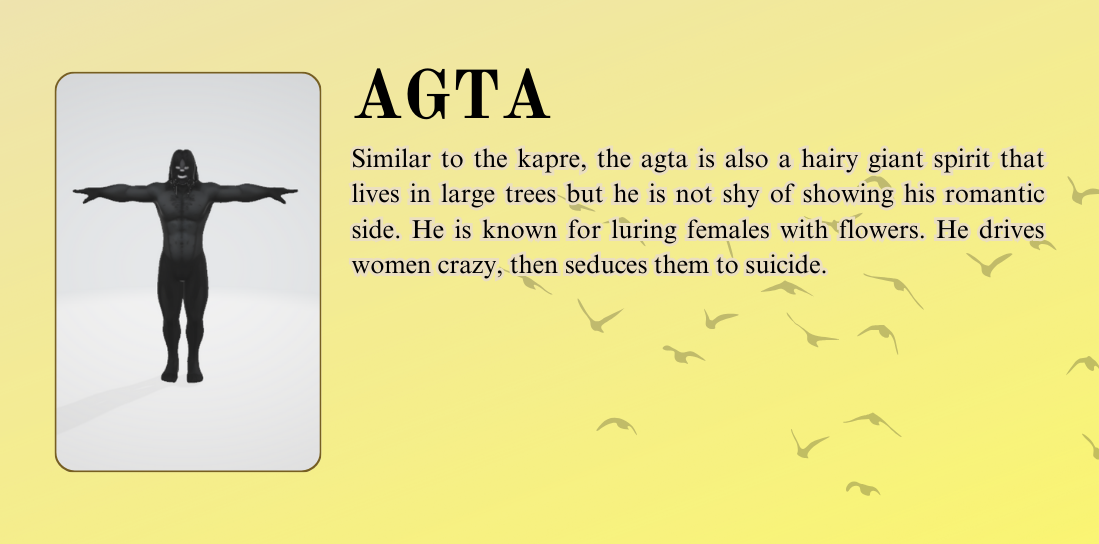 AGTA
Similar to the kapre, the agta is also a hairy giant spirit that
lives in large trees but he is not shy of showing his romantic
side. He is known for luring females with flowers. He drives
women crazy, then seduces them to suicide.